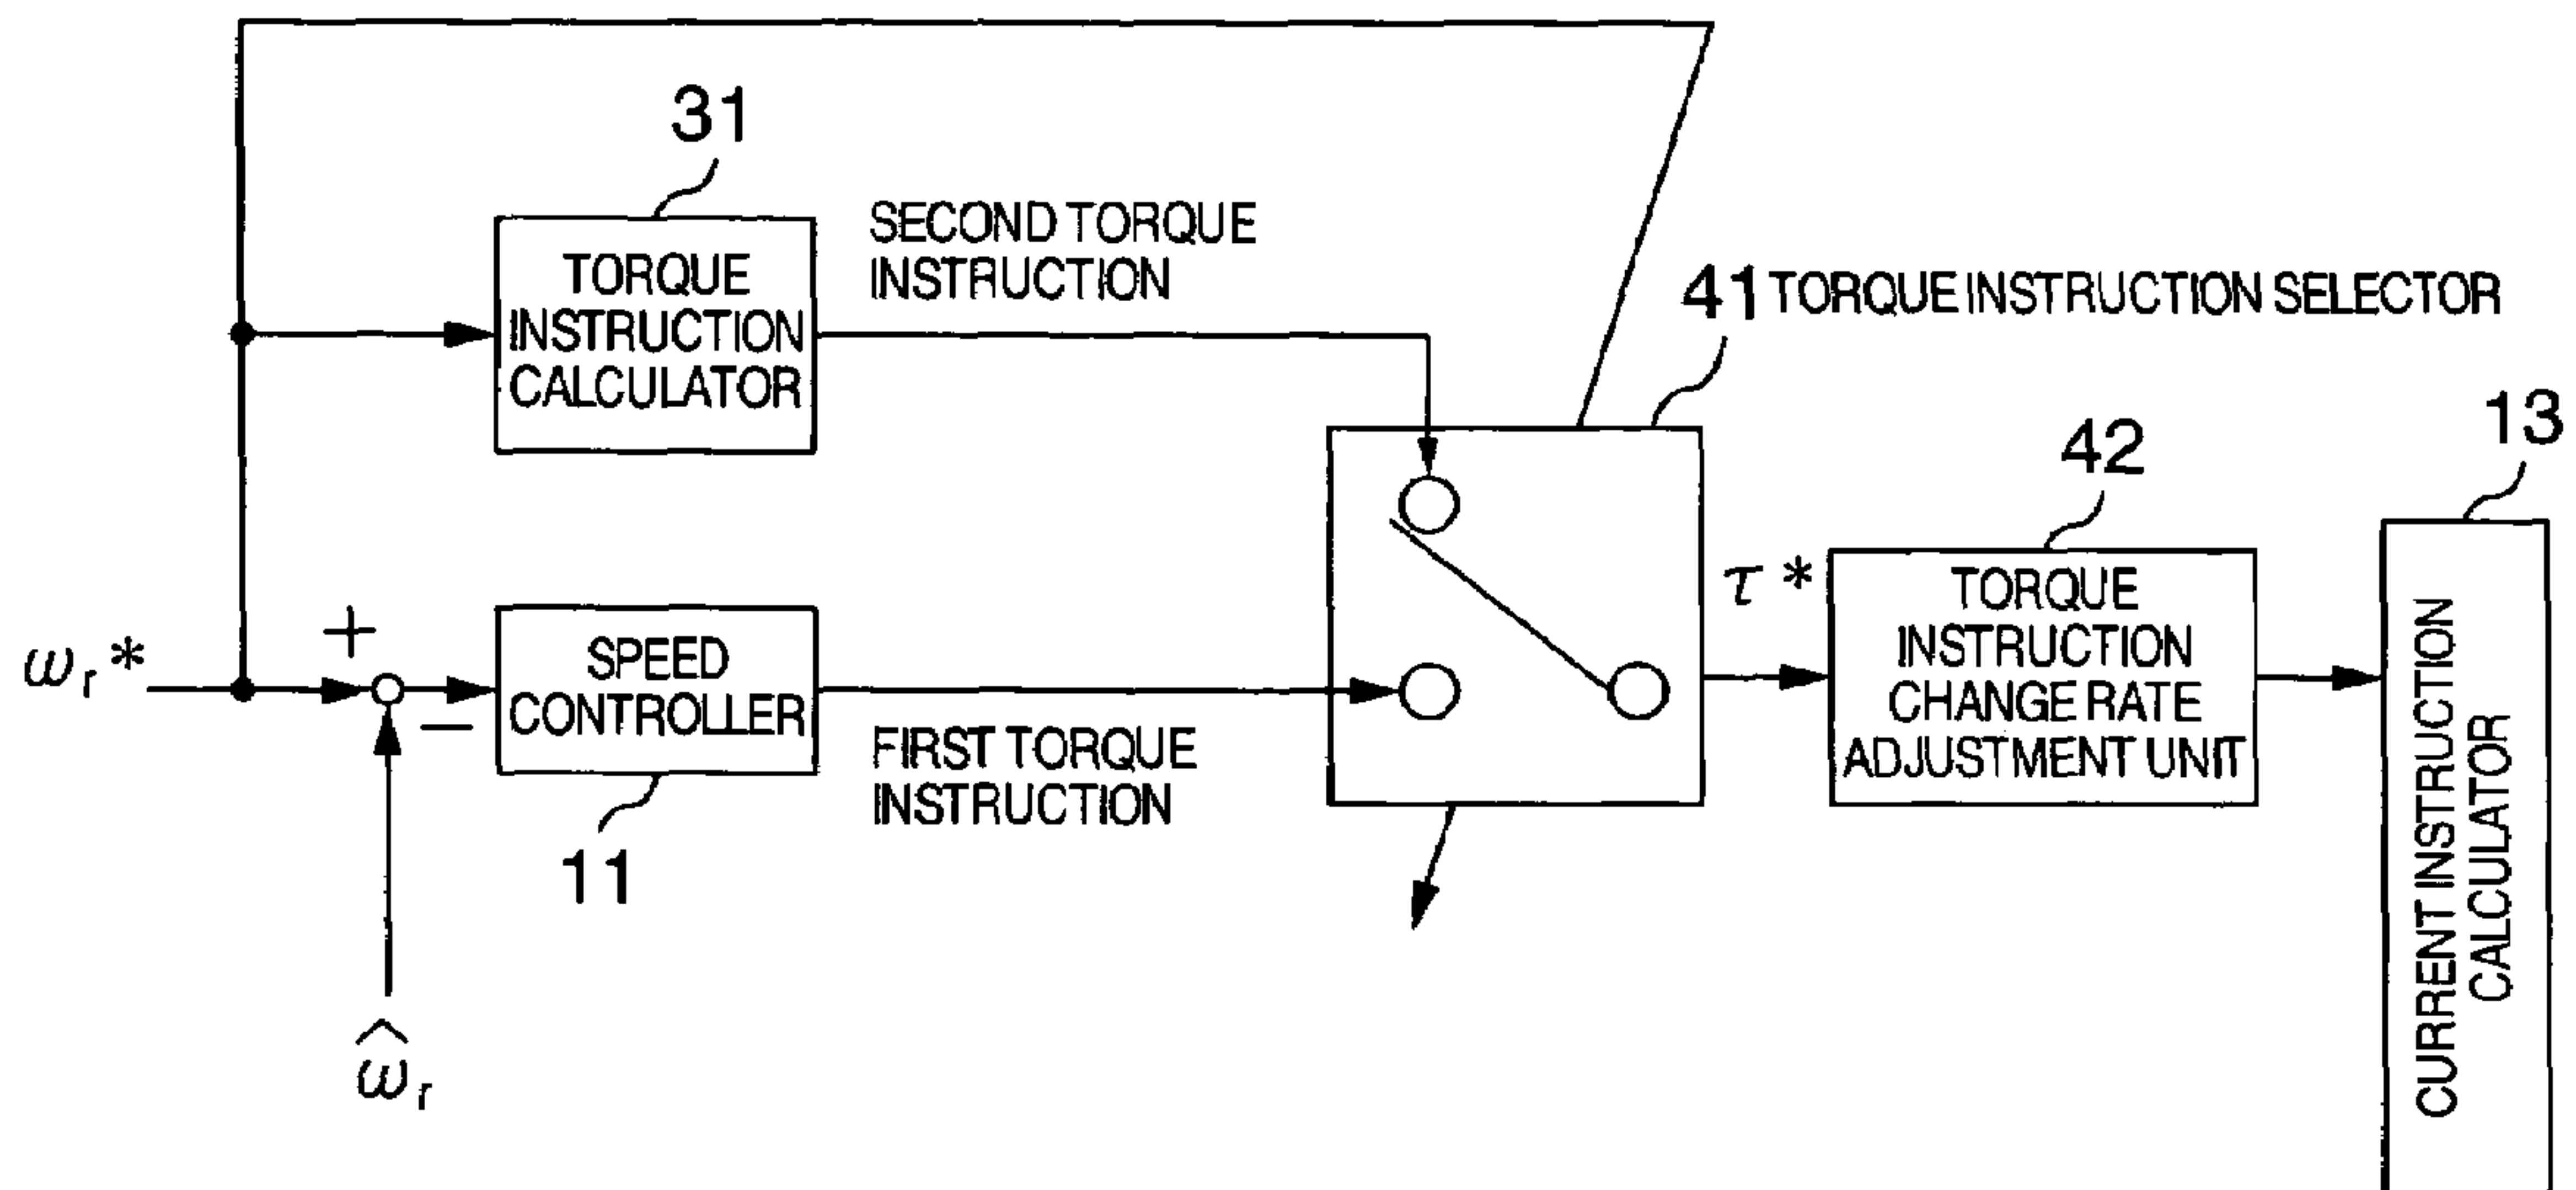 31
TORQUE
INSTRUCTION
CALCULATOR
SECOND TORQUE
INSTRUCTION
41 TORQUE INSTRUCTION SELECTOR
ωr*
+
−
SPEED
CONTROLLER
11
FIRST TORQUE
INSTRUCTION
ω̂r
τ*
42
TORQUE
INSTRUCTION
CHANGE RATE
ADJUSTMENT UNIT
13
CURRENT INSTRUCTION
CALCULATOR